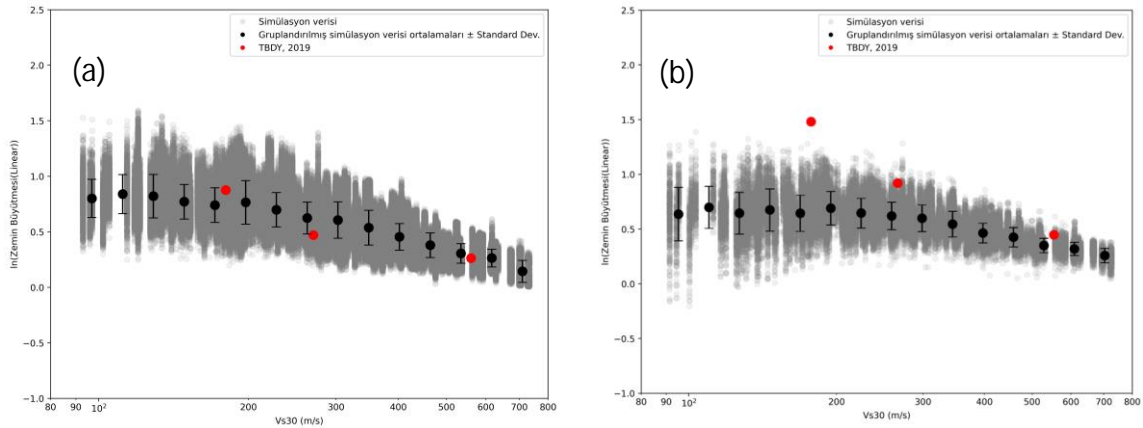 (a)
Simülasyon verisi
Gruplandırılmış simülasyon verisi ortalamaları ± Standard Dev.
TBDY, 2019
ln(Zemin Büyütmesi(Linear))
2.5
2.0
1.5
1.0
0.5
0.0
−0.5
−1.0
80 90 10² 200 300 400 500 600 700 800
Vs30 (m/s)
(b)
Simülasyon verisi
Gruplandırılmış simülasyon verisi ortalamaları ± Standard Dev.
TBDY, 2019
ln(Zemin Büyütmesi(Linear))
2.5
2.0
1.5
1.0
0.5
0.0
−0.5
−1.0
80 90 10² 200 300 400 500 600 700 800
Vs30 (m/s)